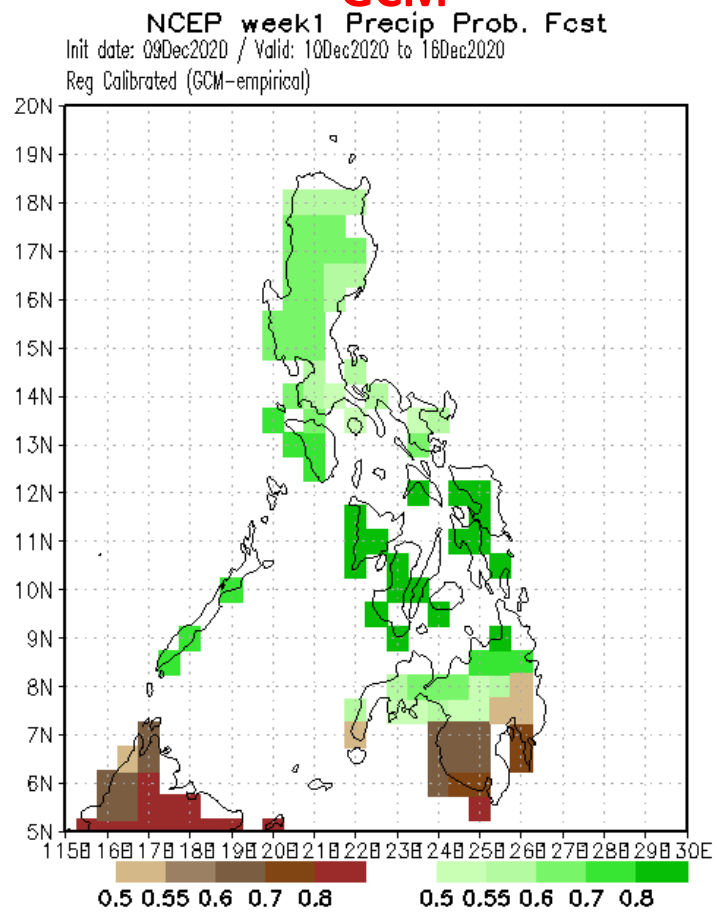 GCM
NCEP week1 Precip Prob. Fcst
Init date: 09Dec2020 / Valid: 10Dec2020 to 16Dec2020
Reg Calibrated (GCM-empirical)
20N
19N
18N
17N
16N
15N
14N
13N
12N
11N
10N
9N
8N
7N
6N
5N
115E 116E 117E 118E 119E 120E 121E 122E 123E 124E 125E 126E 127E 128E 129E 130E
0.5 0.55 0.6 0.7 0.8 0.5 0.55 0.6 0.7 0.8